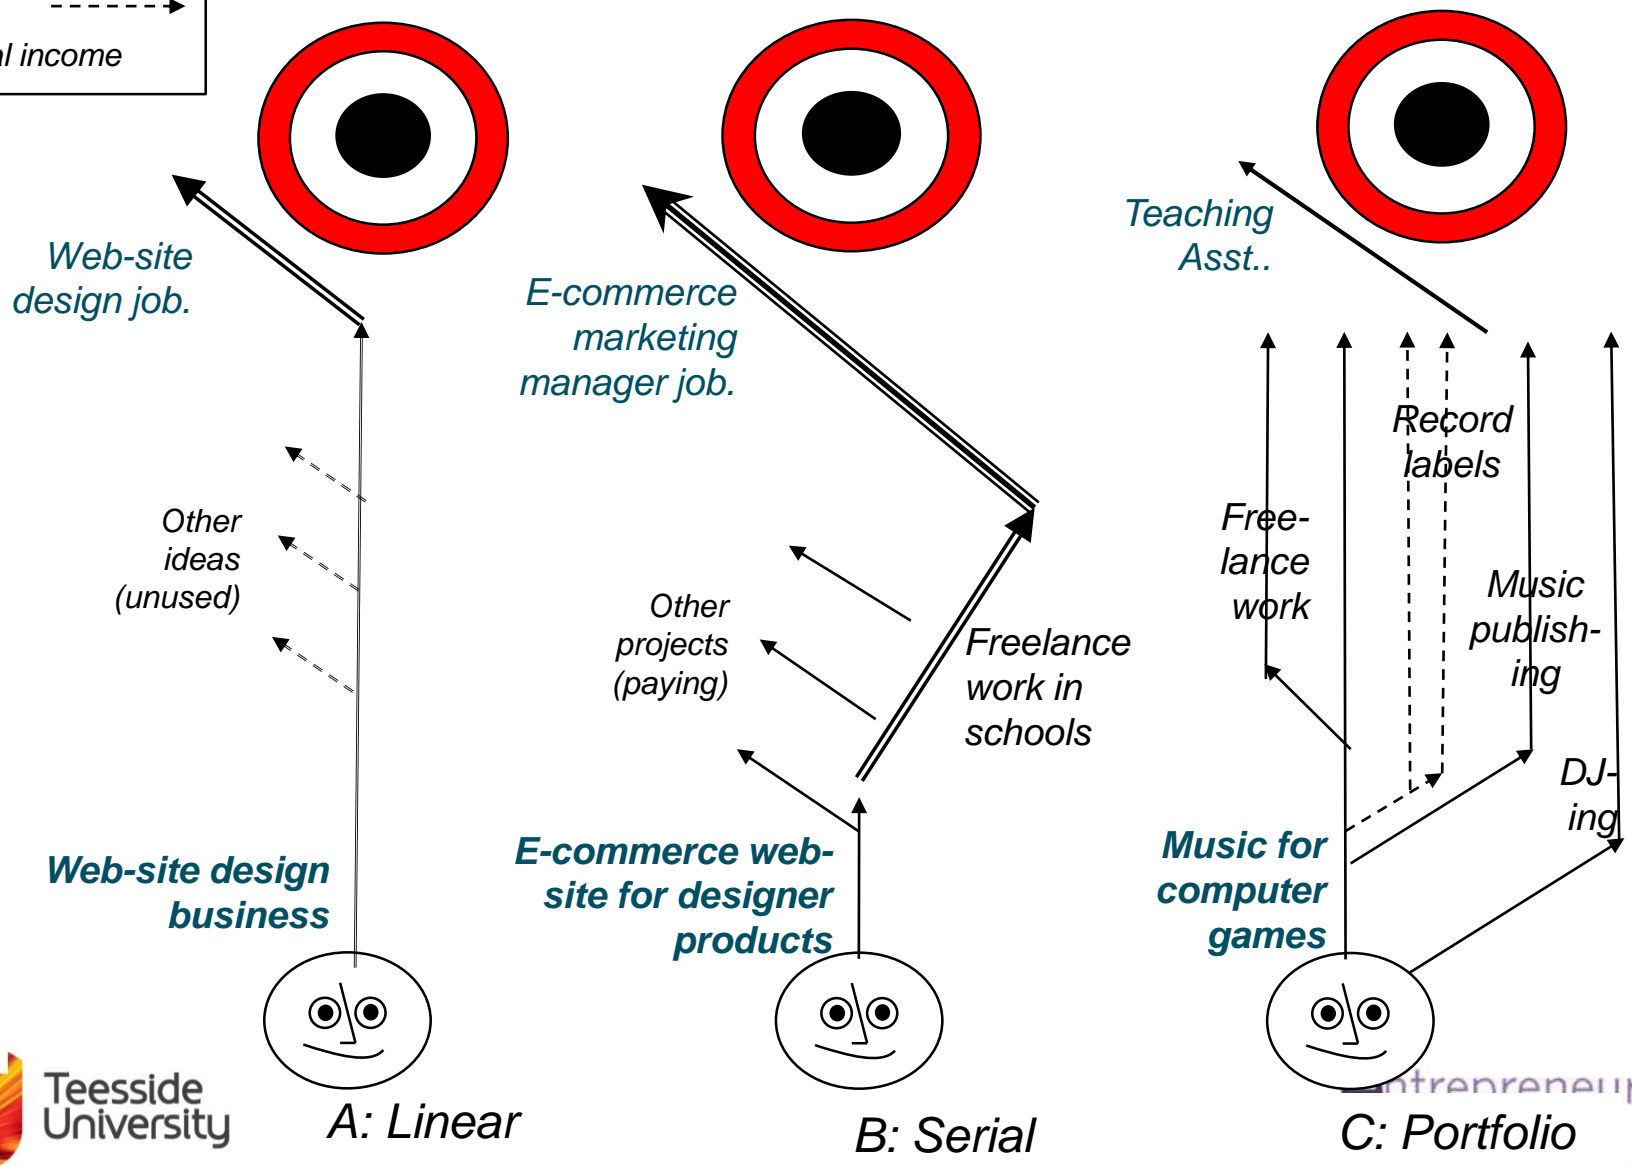 income
Web-site
design job.
Other
ideas
(unused)
Web-site design
business
A: Linear
E-commerce
marketing
manager job.
Other
projects
(paying)
Freelance
work in
schools
E-commerce web-
site for designer
products
B: Serial
Teaching
Asst..
Record
labels
Free-
lance
work
Music
publish-
ing
DJ-
ing
Music for
computer
games
C: Portfolio
Teesside
University